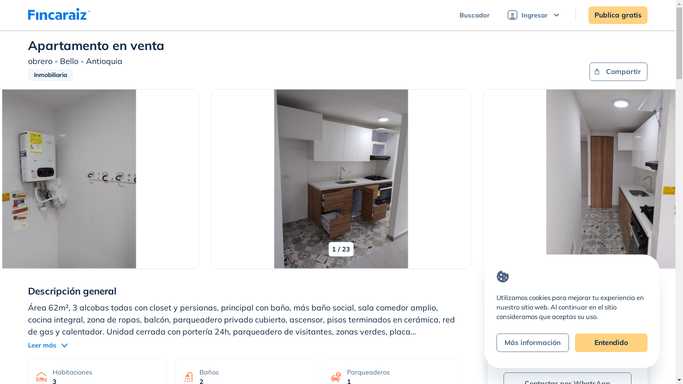 Fincaraiz
Buscador
Ingresar
Publica gratis
Apartamento en venta
obrero - Bello - Antioquia
Inmobiliaria
Compartir
1 / 23
Descripción general
Área 62m², 3 alcobas todas con closet y persianas, principal con baño, más baño social, sala comedor amplio,
cocina integral, zona de ropas, balcón, parqueadero privado cubierto, ascensor, pisos terminados en cerámica, red
de gas y calentador. Unidad cerrada con portería 24h, parqueadero de visitantes, zonas verdes, placa...
Leer más
Habitaciones
3
Baños
2
Parqueaderos
1
Utilizamos cookies para mejorar tu experiencia en
nuestro sitio web. Al continuar en el sitio
consideramos que aceptas su uso.
Más información
Entendido
Contactar por WhatsApp